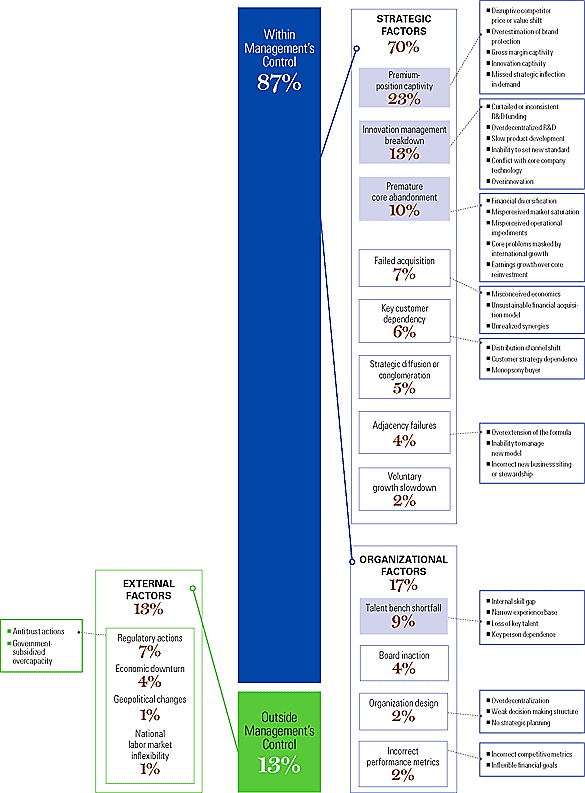 Within
Management's
Control
87%
STRATEGIC
FACTORS
70%
Premium-
position captivity
23%
■ Disruptive competitor
price or value shift
■ Overestimation of brand
protection
■ Gross margin captivity
■ Innovation captivity
■ Missed strategic inflection
in demand
Innovation management
breakdown
13%
■ Curtailed or inconsistent
R&D funding
■ Overdecentralized R&D
■ Slow product development
■ Inability to set new standard
■ Conflict with core company
technology
■ Overinnovation
Premature
core abandonment
10%
■ Financial diversification
■ Misperceived market saturation
■ Misperceived operational
impediments
■ Core problems masked by
international growth
■ Earnings growth over core
reinvestment
Failed acquisition
7%
■ Misconceived economics
■ Unsustainable financial acquisi-
tion model
■ Unrealized synergies
Key customer
dependency
6%
■ Distribution channel shift
■ Customer strategy dependence
■ Monopsony buyer
Strategic diffusion or
conglomeration
5%
Adjacency failures
4%
■ Overextension of the formula
■ Inability to manage
new model
■ Incorrect new business siting
or stewardship
Voluntary
growth slowdown
2%
ORGANIZATIONAL
FACTORS
17%
Talent bench shortfall
9%
■ Internal skill gap
■ Narrow experience base
■ Loss of key talent
■ Key person dependence
Board inaction
4%
Organization design
2%
■ Overdecentralization
■ Weak decision making structure
■ No strategic planning
Incorrect
performance metrics
2%
■ Incorrect competitive metrics
■ Inflexible financial goals
Outside
Management's
Control
13%
EXTERNAL
FACTORS
13%
Regulatory actions
7%
■ Antitrust actions
■ Government-
subsidized
overcapacity
Economic downturn
4%
Geopolitical changes
1%
National
labor market
inflexibility
1%